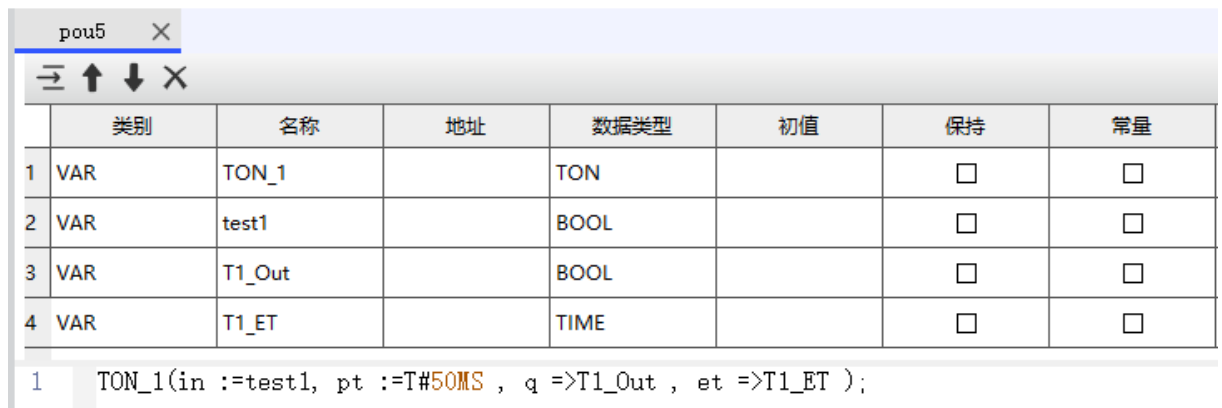 pou5
类别 名称 地址 数据类型 初值 保持 常量
1 VAR TON_1 TON
2 VAR test1 BOOL
3 VAR T1_Out BOOL
4 VAR T1_ET TIME
1 TON_1(in :=test1, pt :=T#50MS , q =>T1_Out , et =>T1_ET );